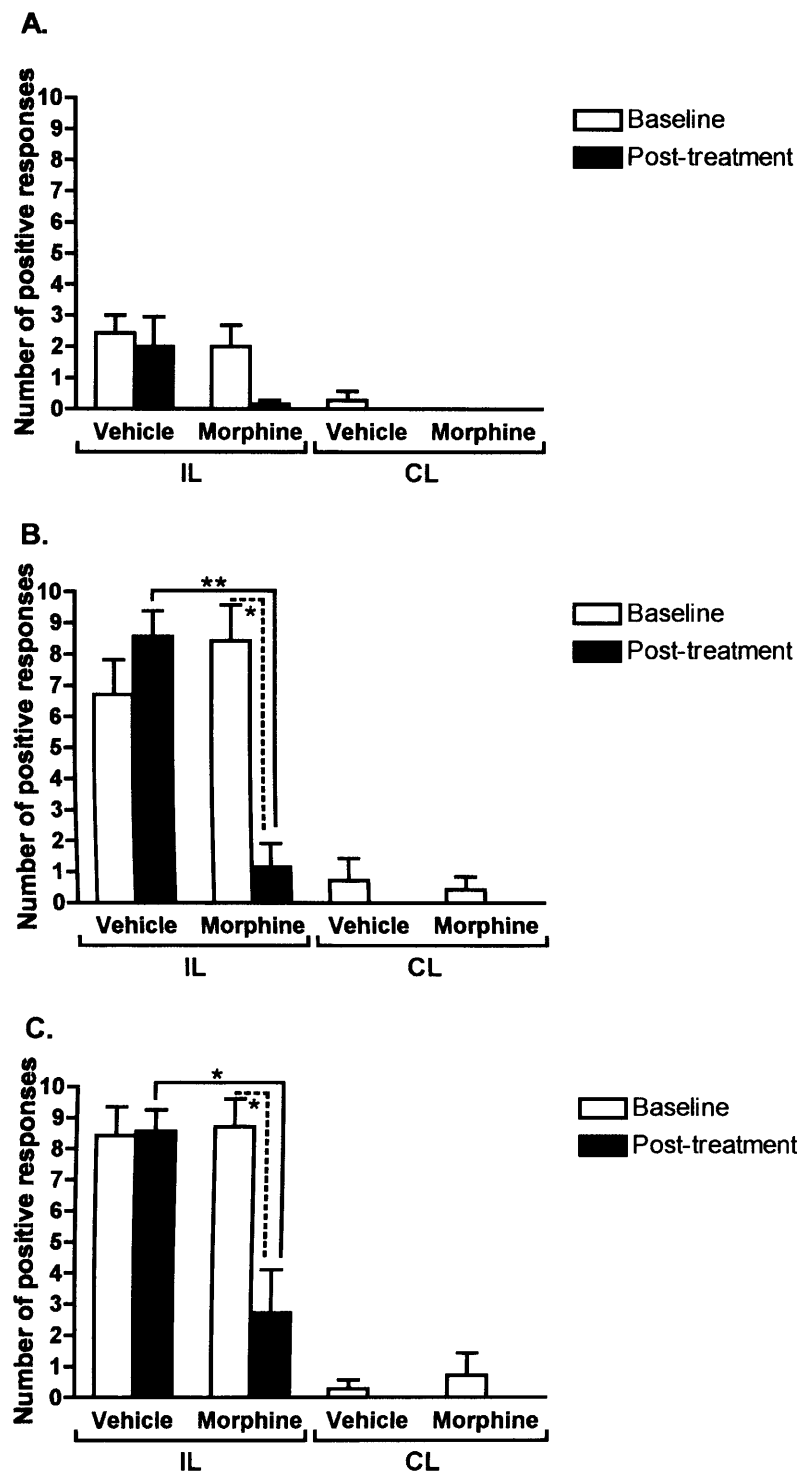 A.
Number of positive responses
10
9
8
7
6
5
4
3
2
1
0
Baseline
Post-treatment
Vehicle Morphine Vehicle Morphine
IL CL
B.
Number of positive responses
10
9
8
7
6
5
4
3
2
1
0
**
*
Baseline
Post-treatment
Vehicle Morphine Vehicle Morphine
IL CL
C.
Number of positive responses
10
9
8
7
6
5
4
3
2
1
0
*
*
Baseline
Post-treatment
Vehicle Morphine Vehicle Morphine
IL CL